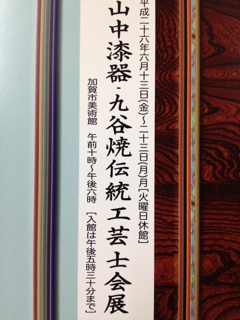 平成二十六年六月十三日(金)~二十三日(月)[火曜日休館]
山中漆器・九谷焼伝統工芸士会展
加賀市美術館 午前十時~午後六時 [入館は午後五時三十分まで]